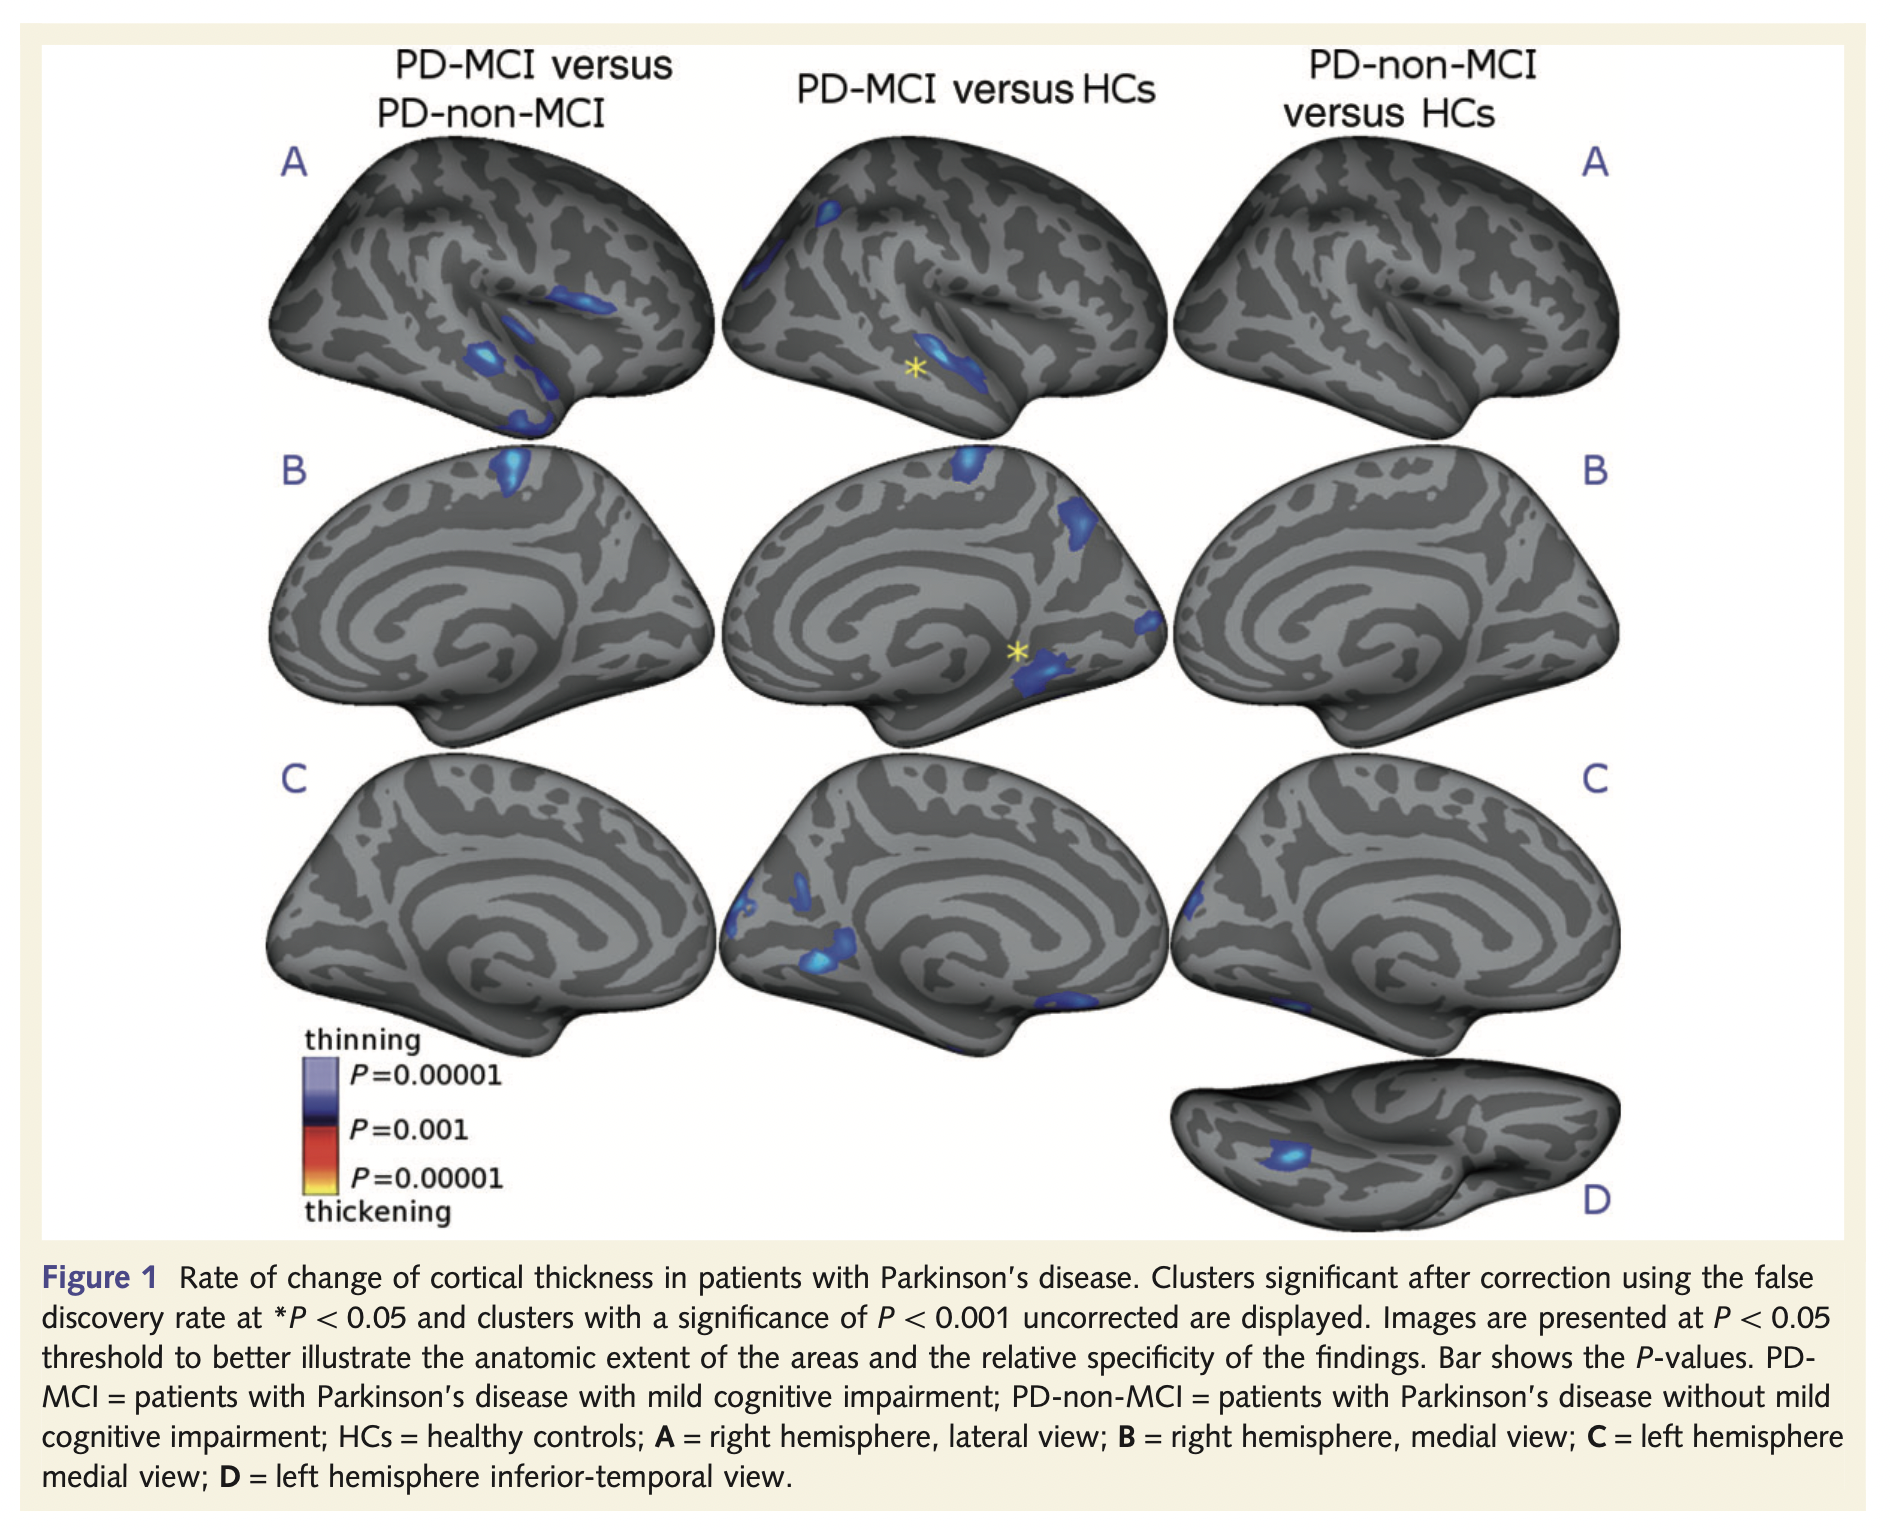 PD-MCI versus
PD-non-MCI
PD-MCI versus HCs
PD-non-MCI
versus HCs
A
A
*
B
B
*
C
C
thinning
P=0.00001
P=0.001
P=0.00001
thickening
D
Figure 1 Rate of change of cortical thickness in patients with Parkinson's disease. Clusters significant after correction using the false
discovery rate at *P < 0.05 and clusters with a significance of P < 0.001 uncorrected are displayed. Images are presented at P < 0.05
threshold to better illustrate the anatomic extent of the areas and the relative specificity of the findings. Bar shows the P-values. PD-
MCI = patients with Parkinson's disease with mild cognitive impairment; PD-non-MCI = patients with Parkinson's disease without mild
cognitive impairment; HCs = healthy controls; A = right hemisphere, lateral view; B = right hemisphere, medial view; C = left hemisphere
medial view; D = left hemisphere inferior-temporal view.